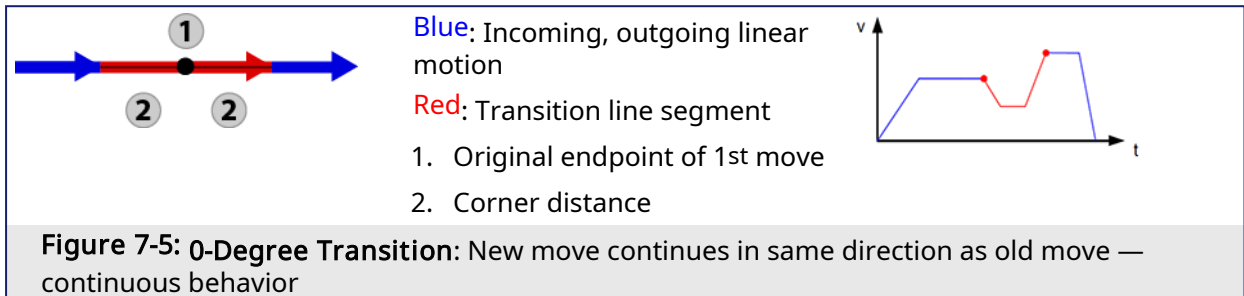 1
2 2
Blue: Incoming, outgoing linear
motion
Red: Transition line segment
1. Original endpoint of 1st move
2. Corner distance
v
t
Figure 7-5: 0-Degree Transition: New move continues in same direction as old move —
continuous behavior